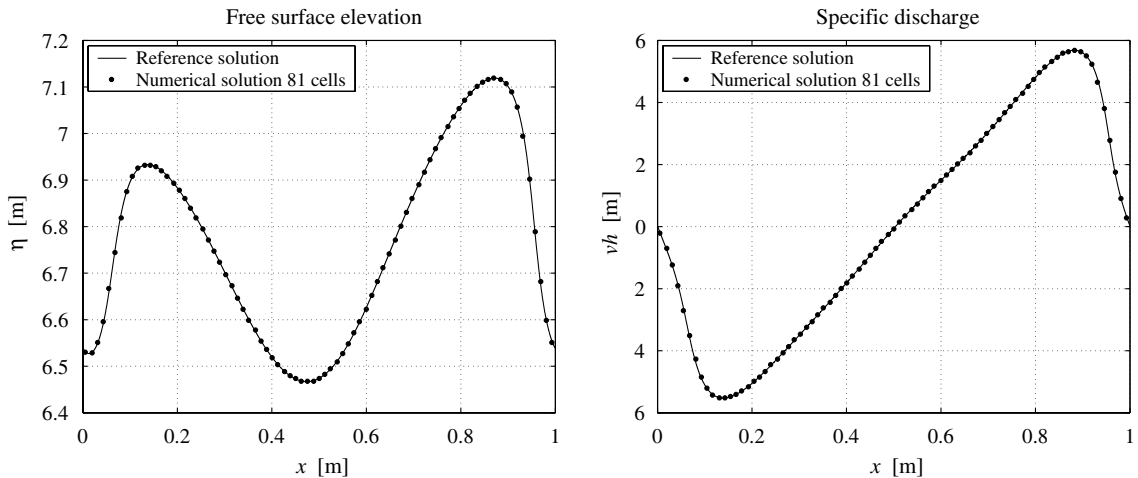 Free surface elevation
7.2
7.1
7
6.9
6.8
6.7
6.6
6.5
6.4
η [m]
Reference solution
Numerical solution 81 cells
0 0.2 0.4 0.6 0.8 1
x [m]
Specific discharge
6
4
2
0
2
4
6
vh [m]
Reference solution
Numerical solution 81 cells
0 0.2 0.4 0.6 0.8 1
x [m]